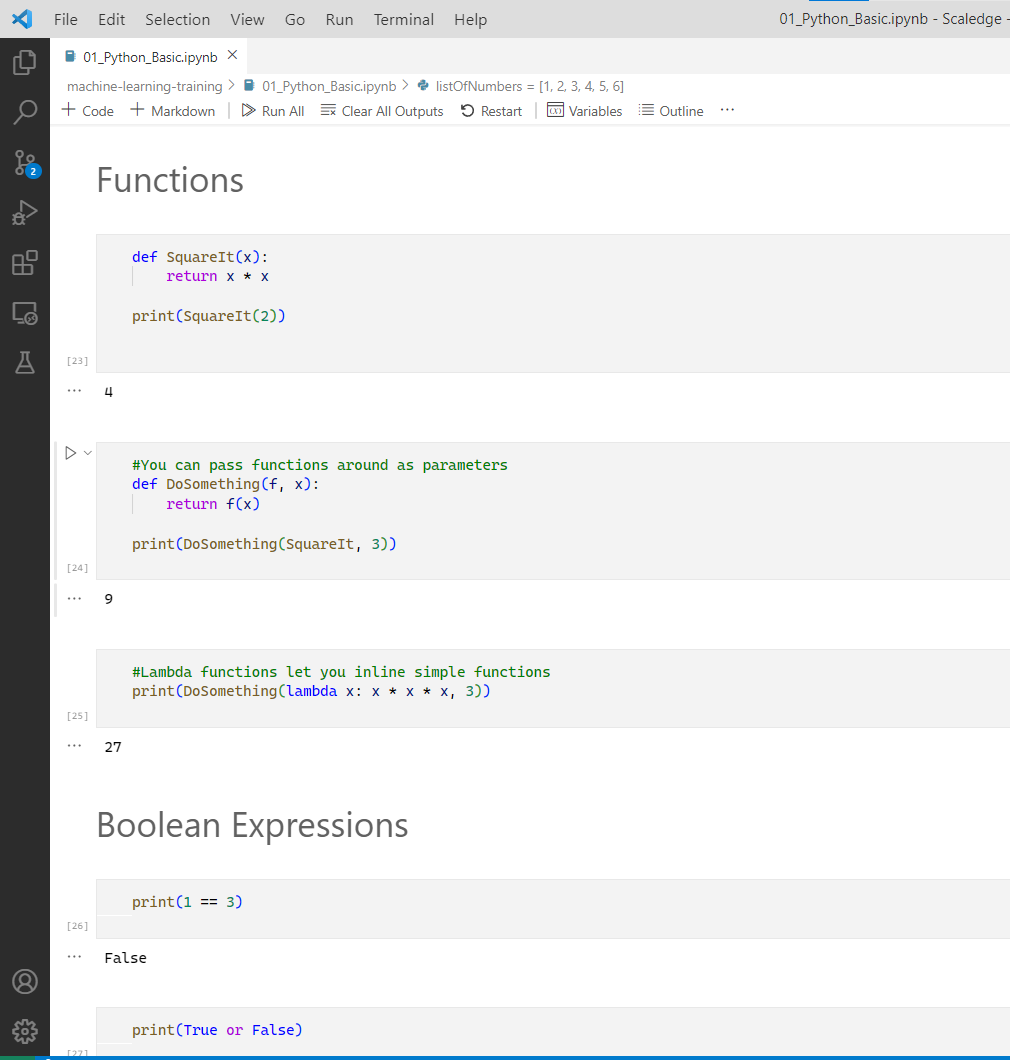 File Edit Selection View Go Run Terminal Help 01_Python_Basic.ipynb - Scaledge -
01_Python_Basic.ipynb
machine-learning-training > 01_Python_Basic.ipynb > listOfNumbers = [1, 2, 3, 4, 5, 6]
+ Code + Markdown | Run All Clear All Outputs Restart | Variables Outline ...
2
Functions
def SquareIt(x):
return x * x
print(SquareIt(2))
[23]
... 4
#You can pass functions around as parameters
def DoSomething(f, x):
return f(x)
print(DoSomething(SquareIt, 3))
[24]
... 9
#Lambda functions let you inline simple functions
print(DoSomething(lambda x: x * x * x, 3))
[25]
... 27
Boolean Expressions
print(1 == 3)
[26]
... False
print(True or False)
[27]